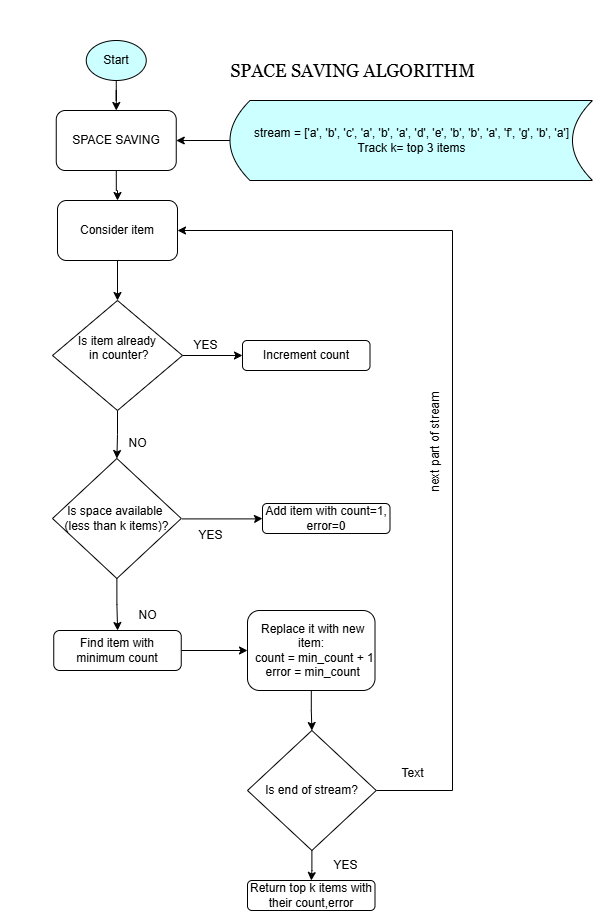 Start
SPACE SAVING ALGORITHM
SPACE SAVING
stream = ['a', 'b', 'c', 'a', 'b', 'a', 'd', 'e', 'b', 'b', 'a', 'f', 'g', 'b', 'a']
Track k= top 3 items
Consider item
Is item already
in counter?
YES
Increment count
next part of stream
NO
Is space available
(less than k items)?
YES
Add item with count=1,
error=0
NO
Find item with
minimum count
Replace it with new
item:
count = min_count + 1
error = min_count
Is end of stream?
Text
YES
Return top k items with
their count,error